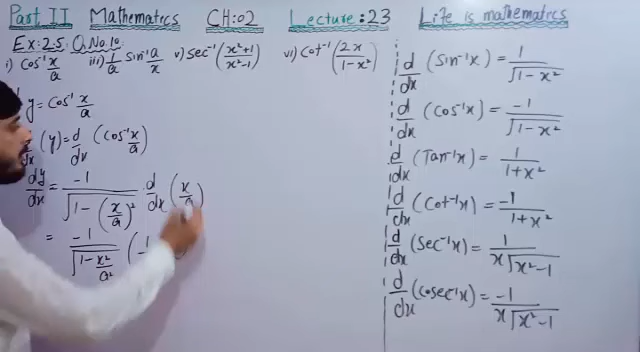 Part II Mathematics CH:02 Lecture:23 Life is mathematics
Ex:2.5 Q.No.10
i) Cos⁻¹ x/a iii) 1/a Sin⁻¹ a/x v) Sec⁻¹(x²+1/x²-1) vi) Cot⁻¹(2x/1-x²)
y = Cos⁻¹ x/a
d/dx (y) = d/dx (Cos⁻¹ x/a)
dy/dx = -1/√(1-(x/a)²) · d/dx (x/a)
= -1/√(1-x²/a²) (1
d/dx (Sin⁻¹x) = 1/√(1-x²)
d/dx (Cos⁻¹x) = -1/√(1-x²)
d/dx (Tan⁻¹x) = 1/1+x²
d/dx (Cot⁻¹x) = -1/1+x²
d/dx (Sec⁻¹x) = 1/x√(x²-1)
d/dx (Cosec⁻¹x) = -1/x√(x²-1)